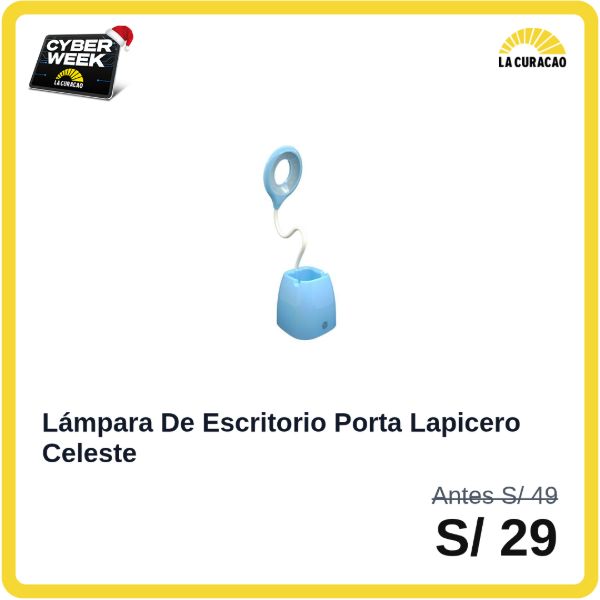 CYBER
WEEK
LA CURACAO
LA CURACAO
Lámpara De Escritorio Porta Lapicero
Celeste
Antes S/ 49
S/ 29